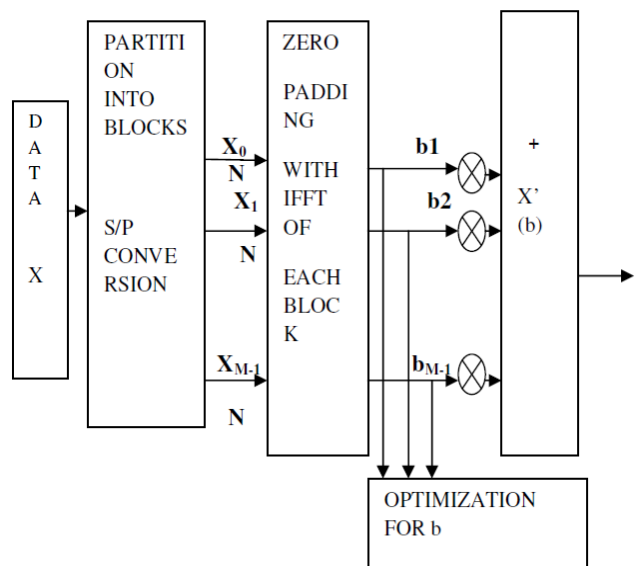 D
A
T
A
X
PARTITI
ON
INTO
BLOCKS
S/P
CONVE
RSION
X0
N
X1
N
XM-1
N
ZERO
PADDI
NG
WITH
IFFT
OF
EACH
BLOC
K
b1
b2
bM-1
+
X’
(b)
OPTIMIZATION
FOR b